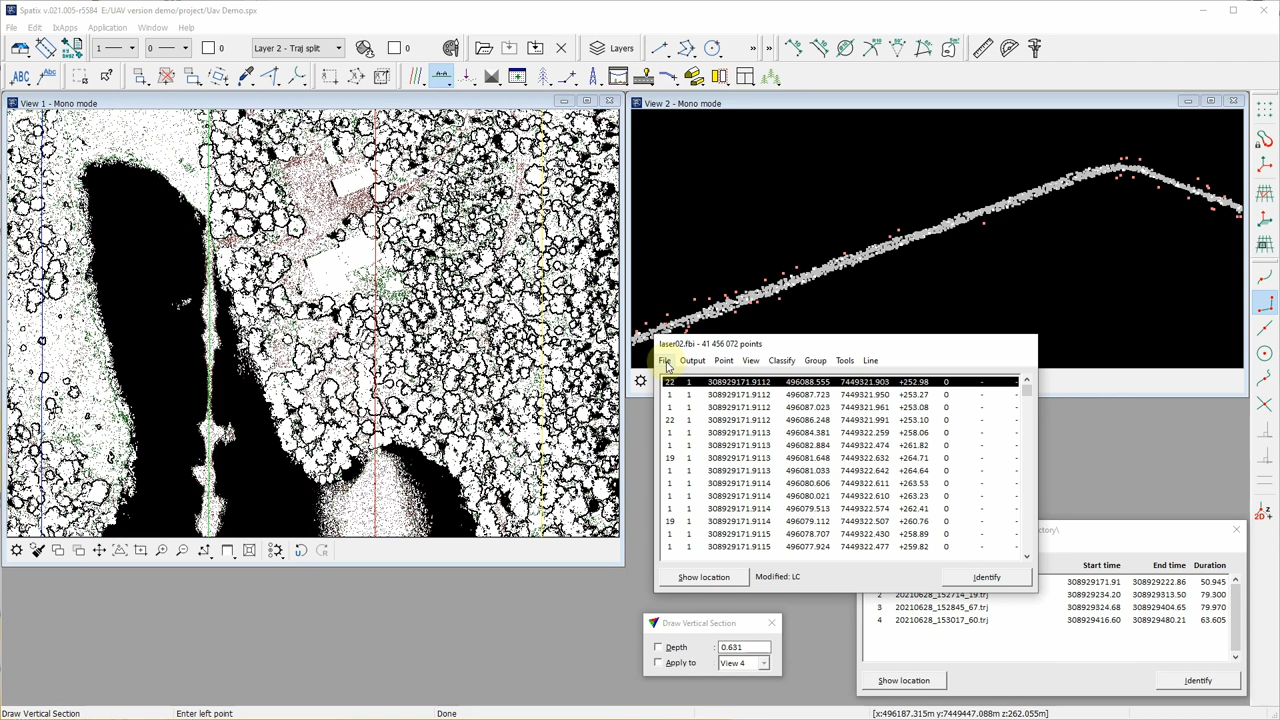 Spatix v.021.005-r5584 E:/UAV version demo/project/Uav Demo.spx
File Edit txApps Application Window Help
1 0 0 Layer 2 - Traj split 0 Layers » »
ABC Abc
View 1 - Mono mode
View 2 - Mono mode
laser02.fbi - 41 456 072 points
File Output Point View Classify Group Tools Line
22 1 308929171.9112 496088.555 7449321.903 +252.98 0 - -
1 1 308929171.9112 496087.723 7449321.950 +253.27 0 - -
1 1 308929171.9112 496087.023 7449321.991 +253.08 0 - -
22 1 308929171.9112 496086.248 7449321.961 +253.10 0 - -
1 1 308929171.9113 496084.381 7449322.259 +258.06 0 - -
1 1 308929171.9113 496082.884 7449322.474 +261.82 0 - -
19 1 308929171.9113 496081.648 7449322.632 +264.71 0 - -
1 1 308929171.9113 496081.033 7449322.642 +264.64 0 - -
1 1 308929171.9114 496080.606 7449322.611 +263.53 0 - -
1 1 308929171.9114 496080.021 7449322.610 +263.23 0 - -
1 1 308929171.9114 496079.511 7449322.574 +262.41 0 - -
19 1 308929171.9114 496079.112 7449322.507 +260.76 0 - -
1 1 308929171.9115 496078.707 7449322.430 +258.89 0 - -
1 1 308929171.9115 496077.924 7449322.477 +259.82 0 - -
Show location Modified: LC Identify
ctory\
Start time End time Duration
308929171.91 308929222.86 50.945
2 20210628_152714_19.trj 308929234.20 308929313.50 79.300
3 20210628_152845_67.trj 308929324.68 308929404.65 79.970
4 20210628_153017_60.trj 308929416.60 308929480.21 63.605
Show location Identify
Draw Vertical Section
Depth : 0.631
Apply to View 4
Draw Vertical Section Enter left point Done [x:496187.315m y:7449447.088m z:262.055m]